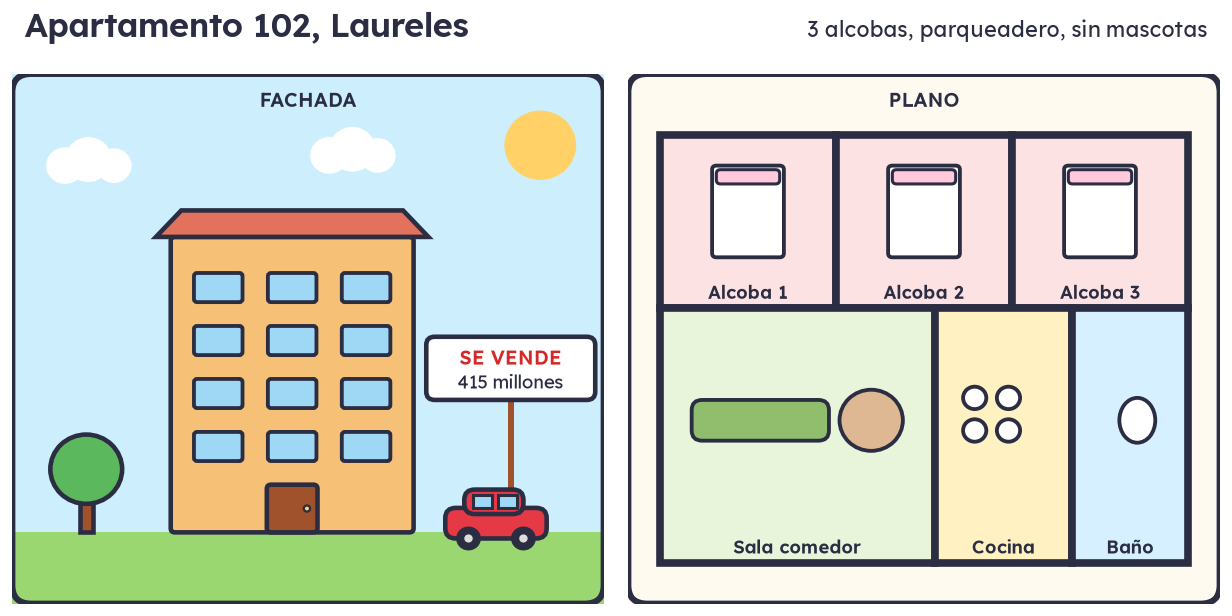 Apartamento 102, Laureles
3 alcobas, parqueadero, sin mascotas
FACHADA
SE VENDE
415 millones
PLANO
Alcoba 1
Alcoba 2
Alcoba 3
Sala comedor
Cocina
Baño